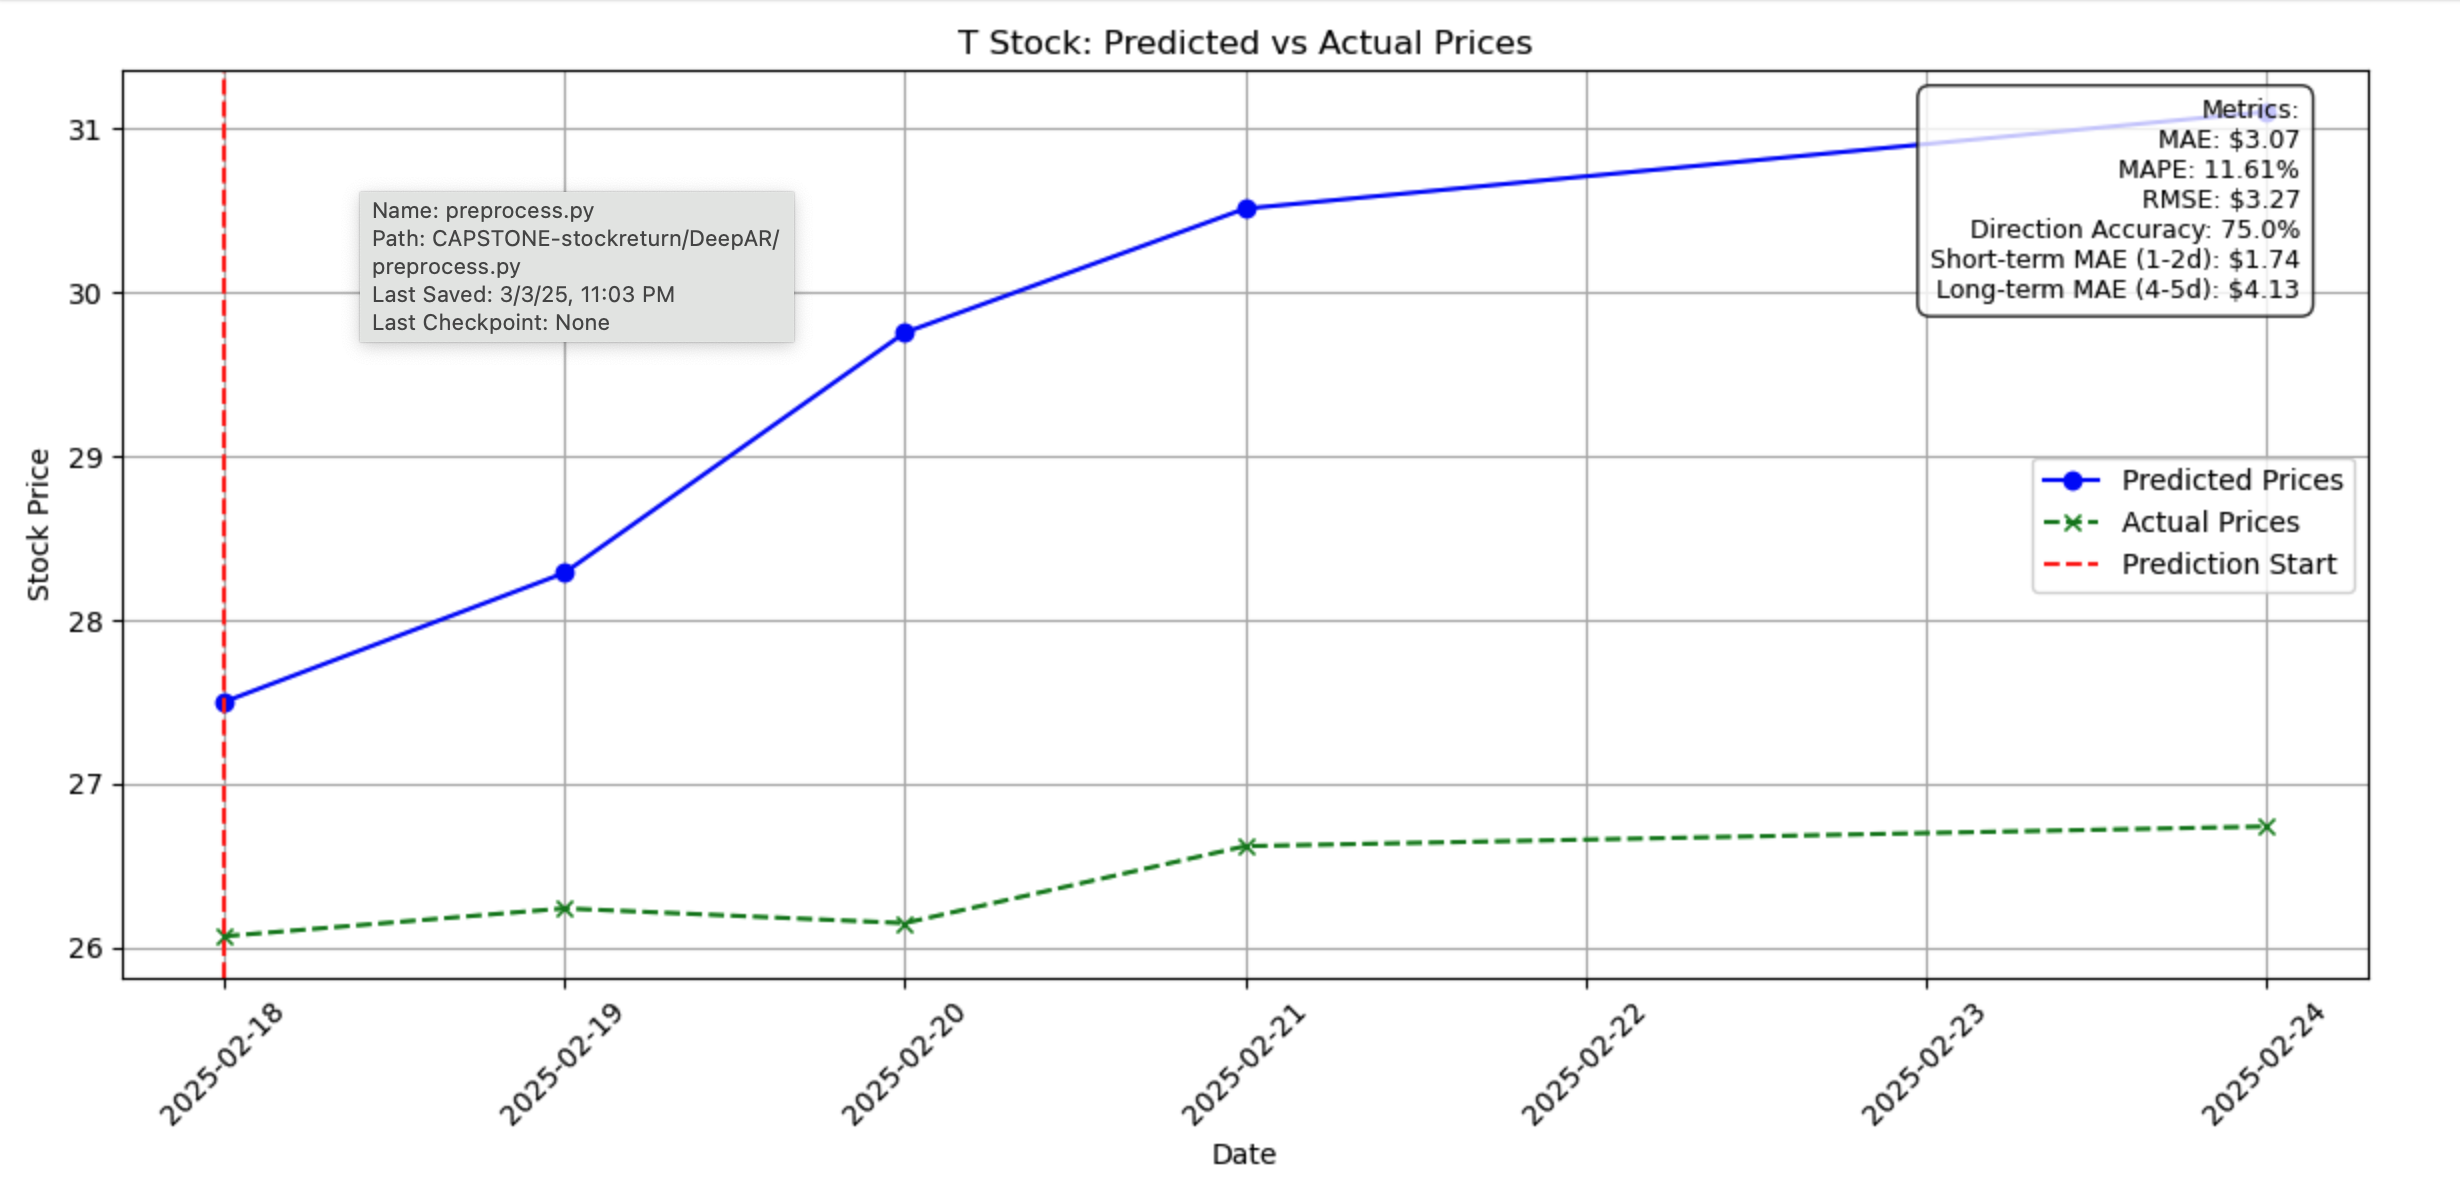 T Stock: Predicted vs Actual Prices
Metrics:
MAE: $3.07
MAPE: 11.61%
RMSE: $3.27
Direction Accuracy: 75.0%
Short-term MAE (1-2d): $1.74
Long-term MAE (4-5d): $4.13
Name: preprocess.py
Path: CAPSTONE-stockreturn/DeepAR/
preprocess.py
Last Saved: 3/3/25, 11:03 PM
Last Checkpoint: None
Stock Price
31
30
29
28
27
26
Predicted Prices
Actual Prices
Prediction Start
2025-02-18
2025-02-19
2025-02-20
2025-02-21
2025-02-22
2025-02-23
2025-02-24
Date